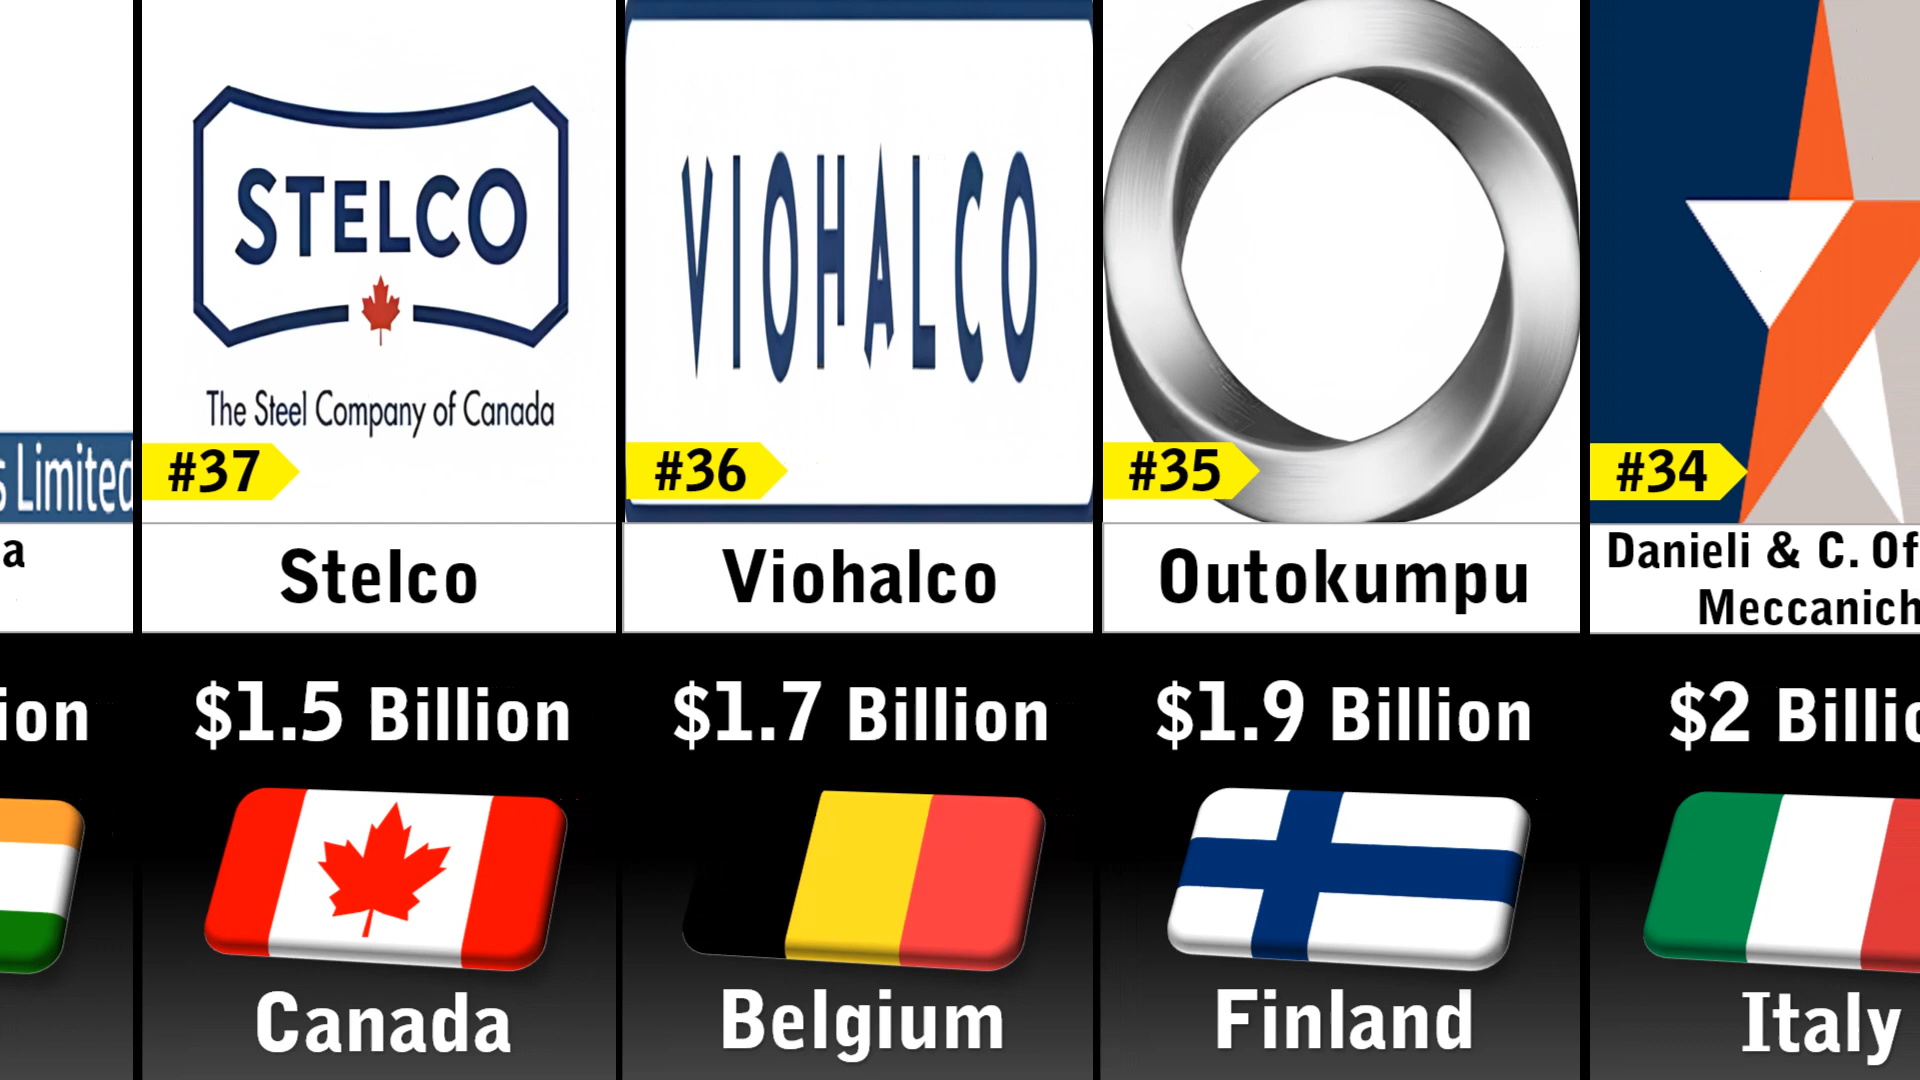 s Limited
a
ion
STELCO
The Steel Company of Canada
#37
Stelco
$1.5 Billion
Canada
VIOHALCO
#36
Viohalco
$1.7 Billion
Belgium
#35
Outokumpu
$1.9 Billion
Finland
#34
Danieli & C. Of
Meccanich
$2 Billio
Italy